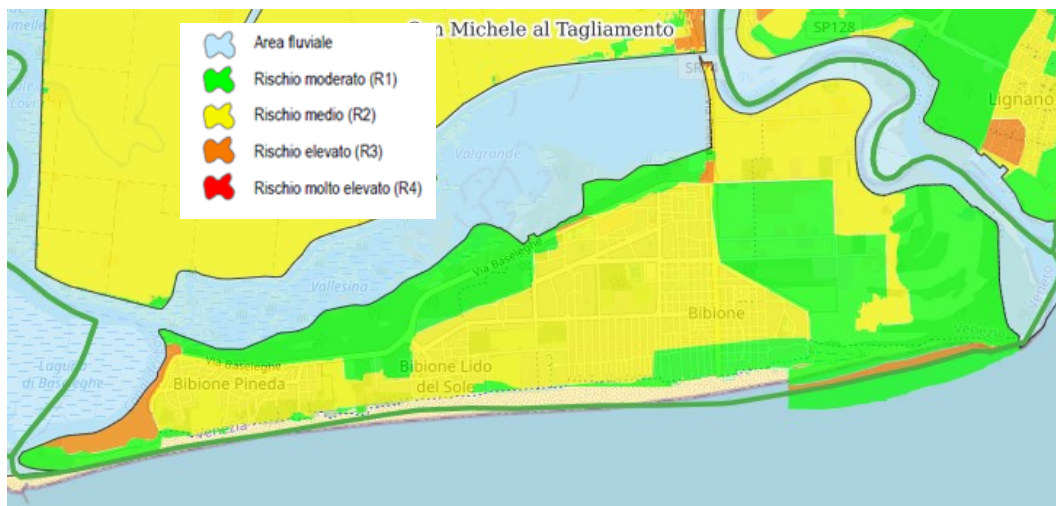 n Michele al Tagliamento
SP128
Area fluviale
Rischio moderato (R1)
Rischio medio (R2)
Rischio elevato (R3)
Rischio molto elevato (R4)
Lignano
Valgrande
Via Baseleghe
Vallesina
Bibione
Venezia
Laguna
di Baseleghe
Via Baseleghe
Bibione Pineda
Bibione Lido
del Sole
Venezia